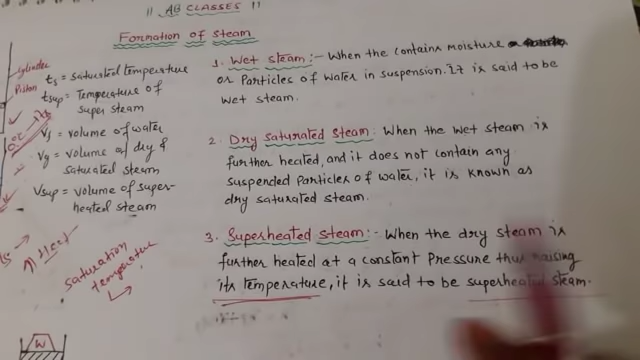 11 AB CLASSES 11
Formation of steam
cylinder
Piston
ts = saturated temperature
tsup = Temperature of
super steam
Vf = volume of water
Vg = volume of dry &
saturated steam
Vsup = volume of super-
heated steam
Heat
saturation
temperature
W
1. Wet steam :- When the contains moisture
or Particles of water in suspension. It is said to be
wet steam.
2. Dry saturated steam : When the wet steam is
further heated, and it does not contain any
suspended particles of water, it is known as
dry saturated steam.
3. Superheated steam :- When the dry steam is
further heated at a constant Pressure thus raising
its temperature, it is said to be superheated steam.